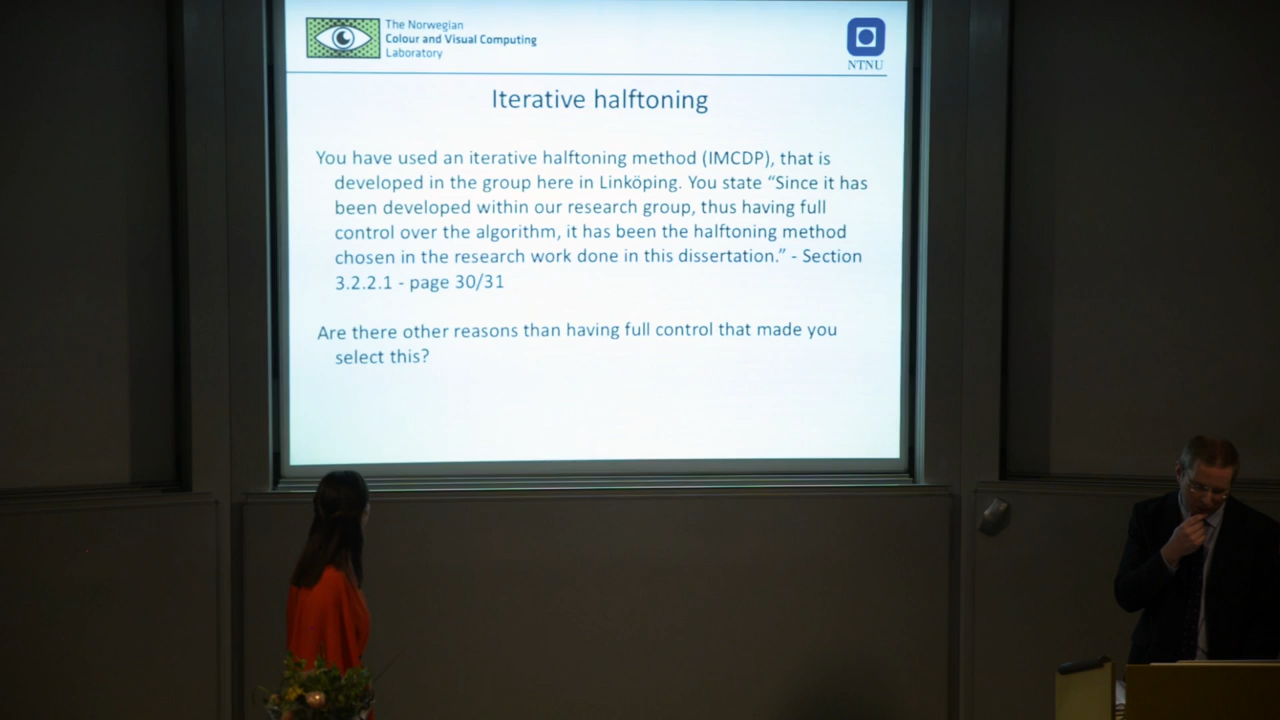 The Norwegian
Colour and Visual Computing
Laboratory
NTNU
Iterative halftoning
You have used an iterative halftoning method (IMCDP), that is
developed in the group here in Linköping. You state “Since it has
been developed within our research group, thus having full
control over the algorithm, it has been the halftoning method
chosen in the research work done in this dissertation.” - Section
3.2.2.1 - page 30/31
Are there other reasons than having full control that made you
select this?